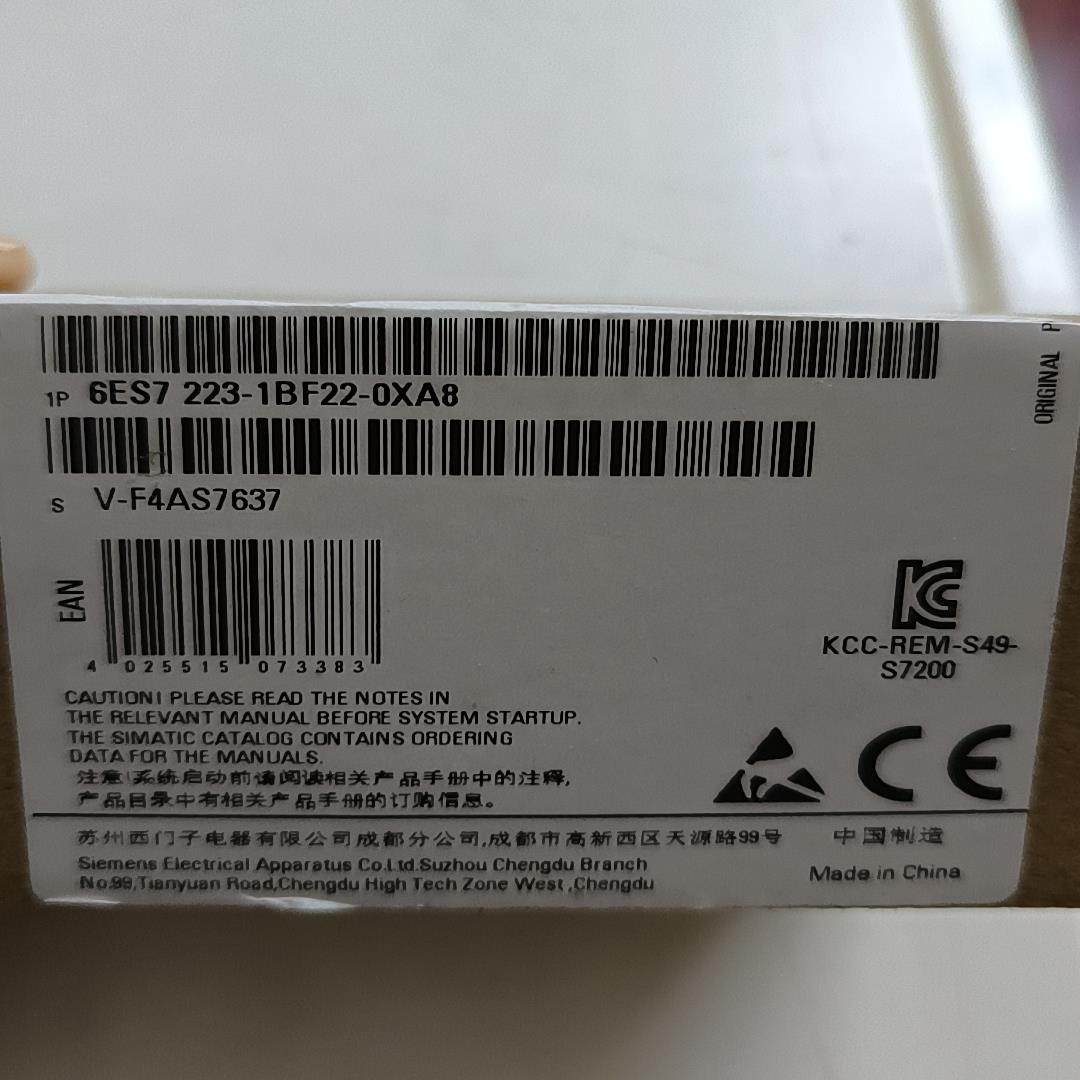 1P 6ES7 223-1BF22-0XA8
ORIGINAL
S V-F4AS7637
EAN
4 025515 073383
KCC-REM-S49-
S7200
CAUTION! PLEASE READ THE NOTES IN
THE RELEVANT MANUAL BEFORE SYSTEM STARTUP.
THE SIMATIC CATALOG CONTAINS ORDERING
DATA FOR THE MANUALS.
注意!系统启动前请阅读相关产品手册中的注释,
产品目录中有相关产品手册的订购信息。
CE
苏州西门子电器有限公司成都分公司,成都市高新西区天源路99号 中国制造
Siemens Electrical Apparatus Co.Ltd.Suzhou Chengdu Branch
No.99,Tianyuan Road,Chengdu High Tech Zone West,Chengdu
Made in China